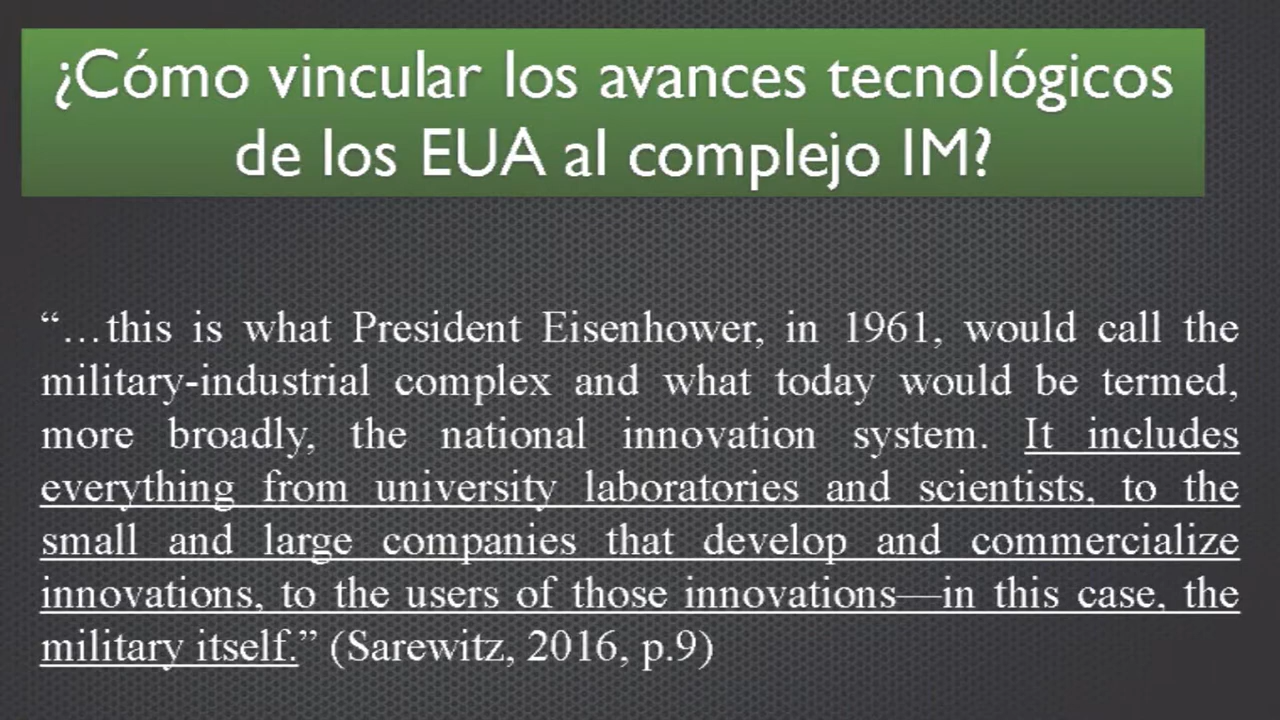 ¿Cómo vincular los avances tecnológicos
de los EUA al complejo IM?
“…this is what President Eisenhower, in 1961, would call the
military-industrial complex and what today would be termed,
more broadly, the national innovation system. It includes
everything from university laboratories and scientists, to the
small and large companies that develop and commercialize
innovations, to the users of those innovations—in this case, the
military itself.” (Sarewitz, 2016, p.9)